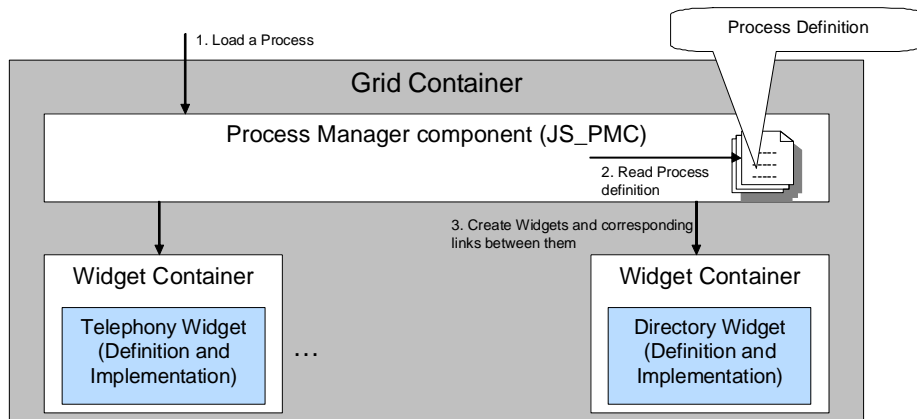 Process Definition
1. Load a Process
Grid Container
Process Manager component (JS_PMC)
2. Read Process
definition
3. Create Widgets and corresponding
links between them
Widget Container
Telephony Widget
(Definition and
Implementation)
...
Widget Container
Directory Widget
(Definition and
Implementation)